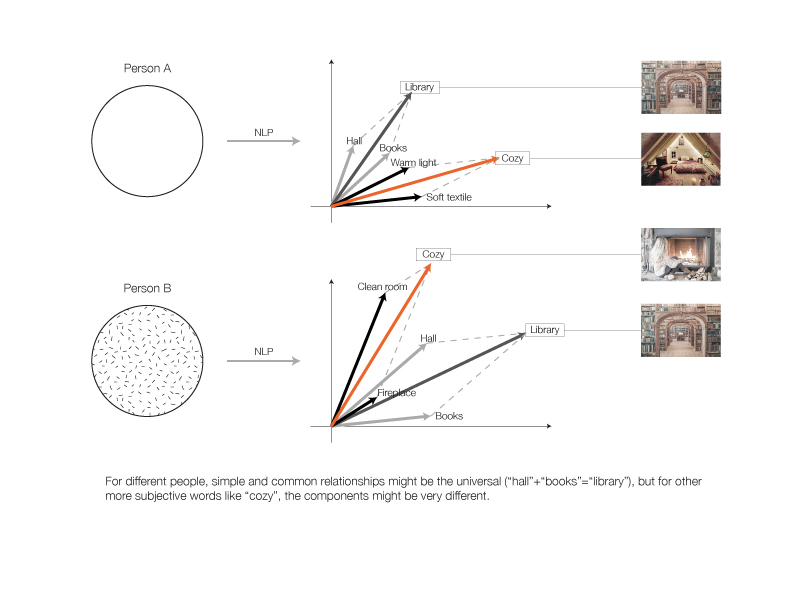 Person A
NLP
Library
Hall
Books
Warm light
Cozy
Soft textile
Cozy
Person B
Clean room
NLP
Hall
Library
Fireplace
Books
For different people, simple and common relationships might be the universal (“hall”+“books”=“library”), but for other
more subjective words like “cozy”, the components might be very different.